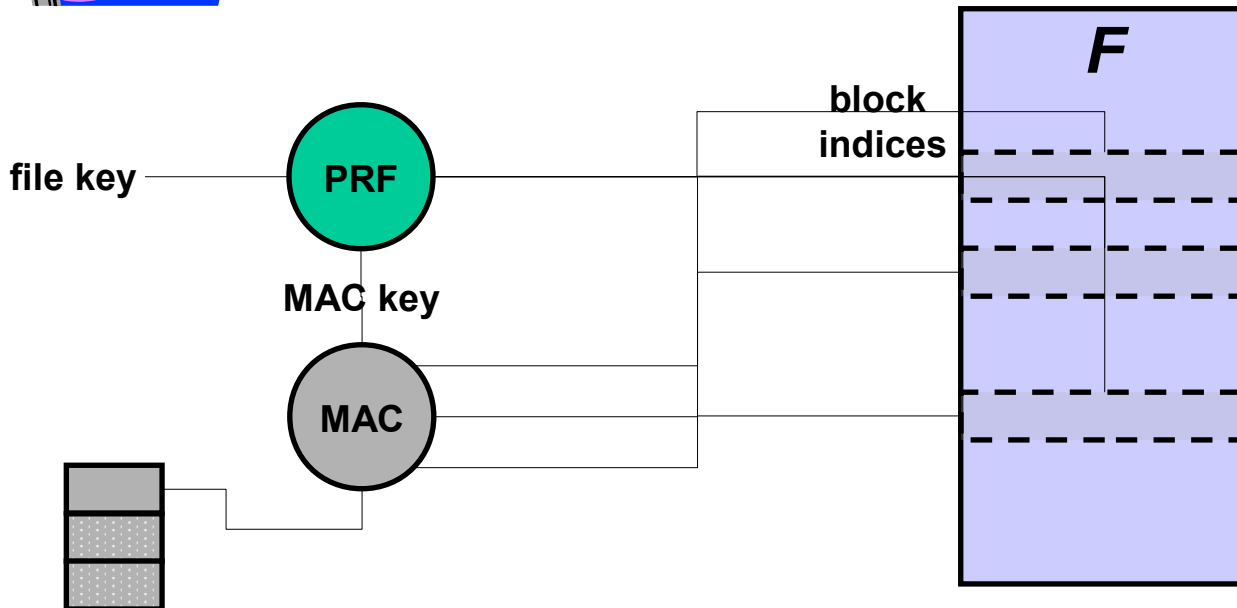 F
block
indices
file key
PRF
MAC key
MAC